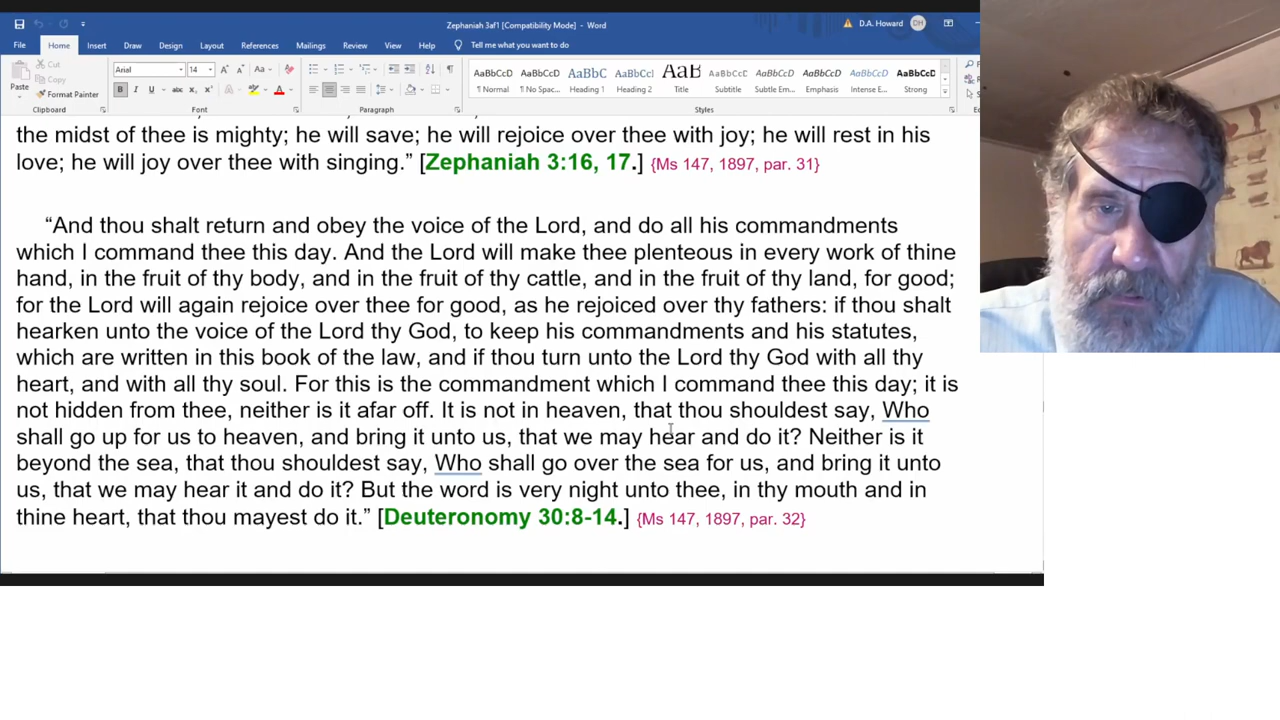 Zephaniah 3af1 [Compatibility Mode] - Word
D.A. Howard
DH
File Home Insert Draw Design Layout References Mailings Review View Help Tell me what you want to do
Paste
Cut
Copy
Format Painter
Arial
14
AaBbCcD AaBbCcD AaBbC AaBbCcI AaB AaBbCcD AaBbCcD AaBbCcD AaBbCcD AaBbCcD
¶ Normal ¶ No Spac... Heading 1 Heading 2 Title Subtitle Subtle Em... Emphasis Intense E... Strong
Clipboard Font Paragraph Styles
the midst of thee is mighty; he will save; he will rejoice over thee with joy; he will rest in his
love; he will joy over thee with singing.” [Zephaniah 3:16, 17.] {Ms 147, 1897, par. 31}
“And thou shalt return and obey the voice of the Lord, and do all his commandments
which I command thee this day. And the Lord will make thee plenteous in every work of thine
hand, in the fruit of thy body, and in the fruit of thy cattle, and in the fruit of thy land, for good;
for the Lord will again rejoice over thee for good, as he rejoiced over thy fathers: if thou shalt
hearken unto the voice of the Lord thy God, to keep his commandments and his statutes,
which are written in this book of the law, and if thou turn unto the Lord thy God with all thy
heart, and with all thy soul. For this is the commandment which I command thee this day; it is
not hidden from thee, neither is it afar off. It is not in heaven, that thou shouldest say, Who
shall go up for us to heaven, and bring it unto us, that we may hear and do it? Neither is it
beyond the sea, that thou shouldest say, Who shall go over the sea for us, and bring it unto
us, that we may hear it and do it? But the word is very night unto thee, in thy mouth and in
thine heart, that thou mayest do it.” [Deuteronomy 30:8-14.] {Ms 147, 1897, par. 32}